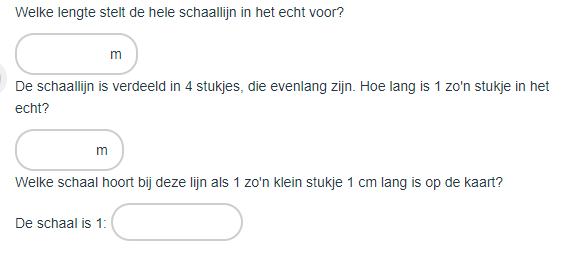 Welke lengte stelt de hele schaallijn in het echt voor?
m
De schaallijn is verdeeld in 4 stukjes, die evenlang zijn. Hoe lang is 1 zo'n stukje in het
echt?
m
Welke schaal hoort bij deze lijn als 1 zo'n klein stukje 1 cm lang is op de kaart?
De schaal is 1: